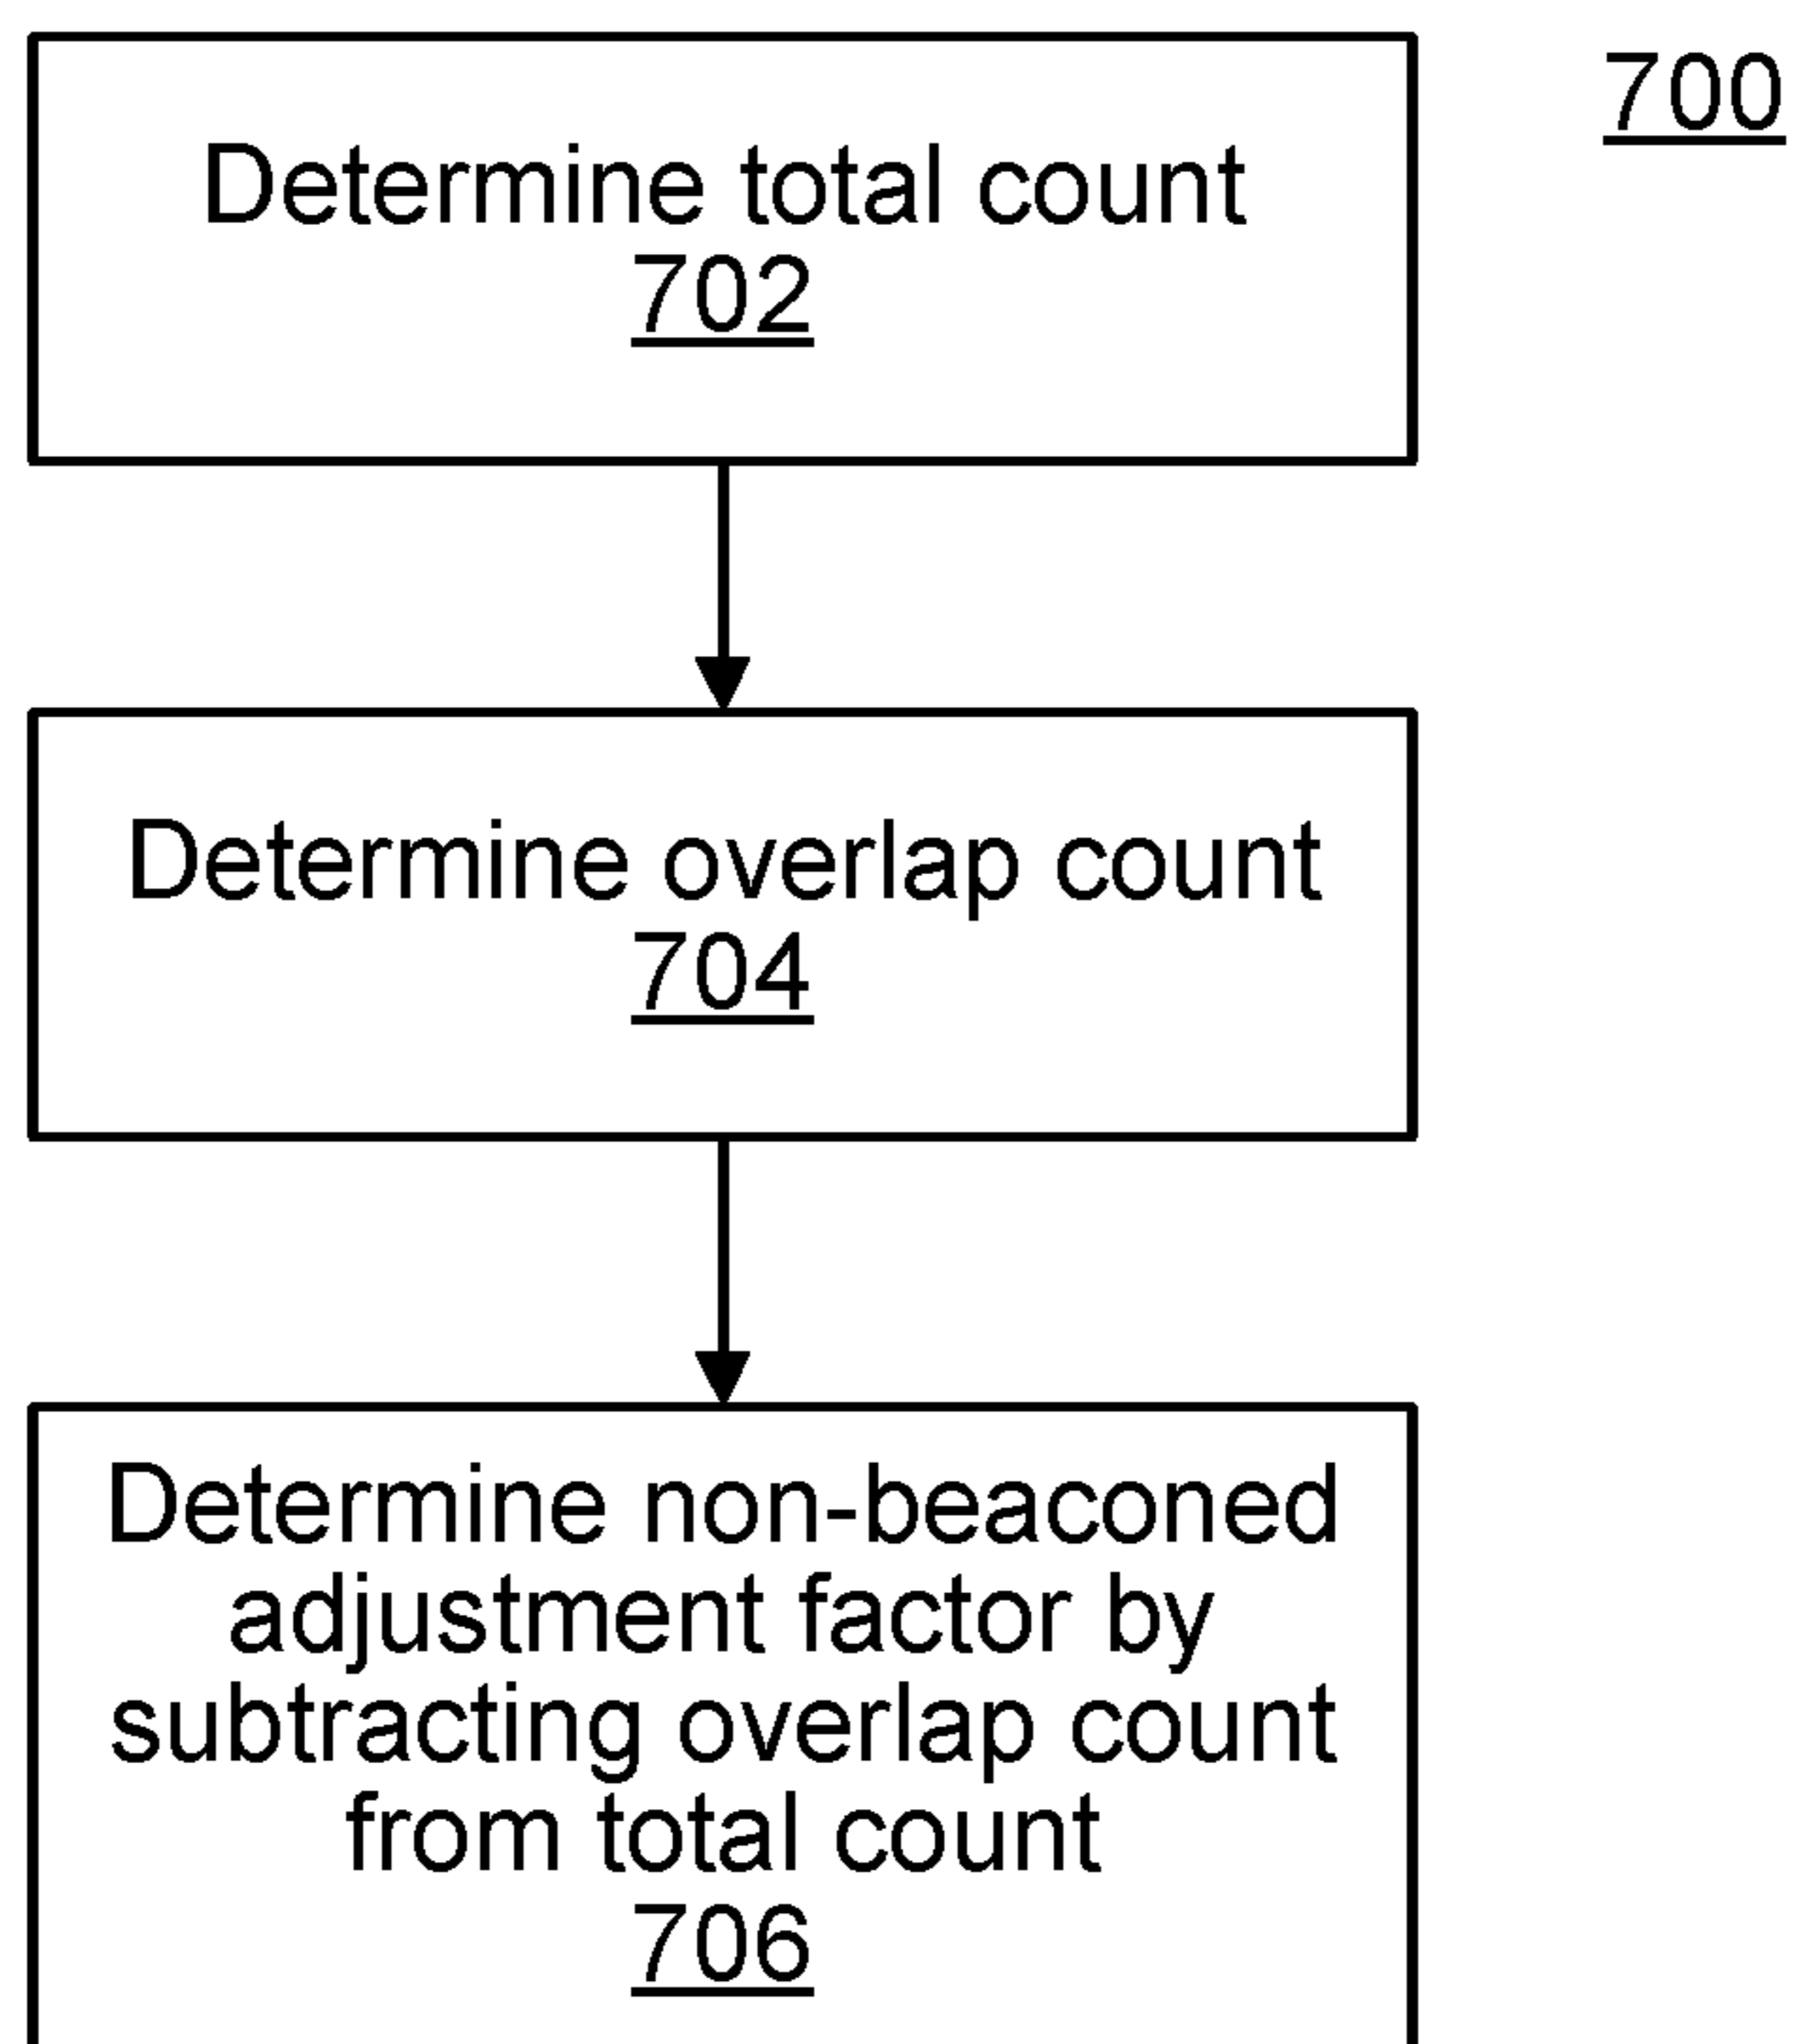 700
Determine total count
702
Determine overlap count
704
Determine non-beaconed
adjustment factor by
subtracting overlap count
from total count
706